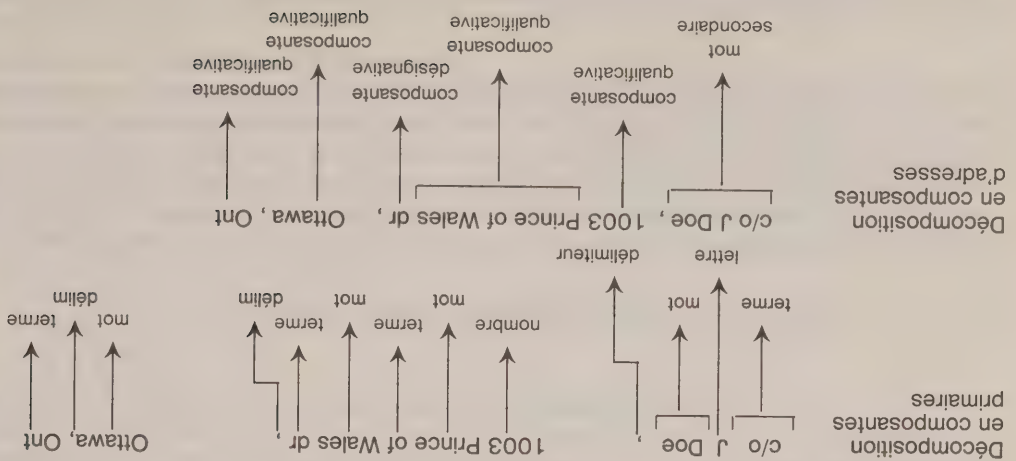 Décomposition
en composantes
primaires
c/o J Doe , 1003 Prince of Wales dr, Ottawa, Ont
terme mot nombre mot terme mot terme délim mot terme
lettre délimiteur délim
Décomposition
en composantes
d'adresses
c/o J Doe , 1003 Prince of Wales dr , Ottawa , Ont
mot
secondaire
composante
qualificative
composante
qualificative
composante
désignative
composante
qualificative
composante
qualificative